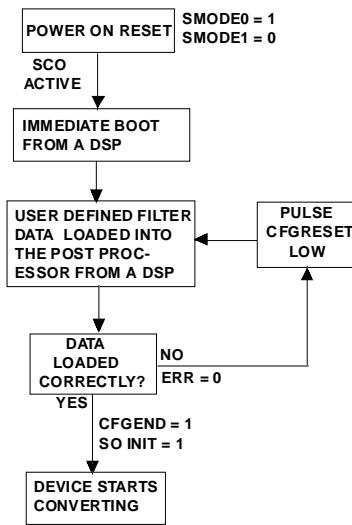 POWER ON RESET
SMODE0 = 1
SMODE1 = 0
SCO
ACTIVE
IMMEDIATE BOOT
FROM A DSP
USER DEFINED FILTER
DATA LOADED INTO
THE POST PROC-
ESSOR FROM A DSP
PULSE
CFGRESET
LOW
DATA
LOADED
CORRECTLY?
NO
ERR = 0
YES
CFGEND = 1
SO INIT = 1
DEVICE STARTS
CONVERTING